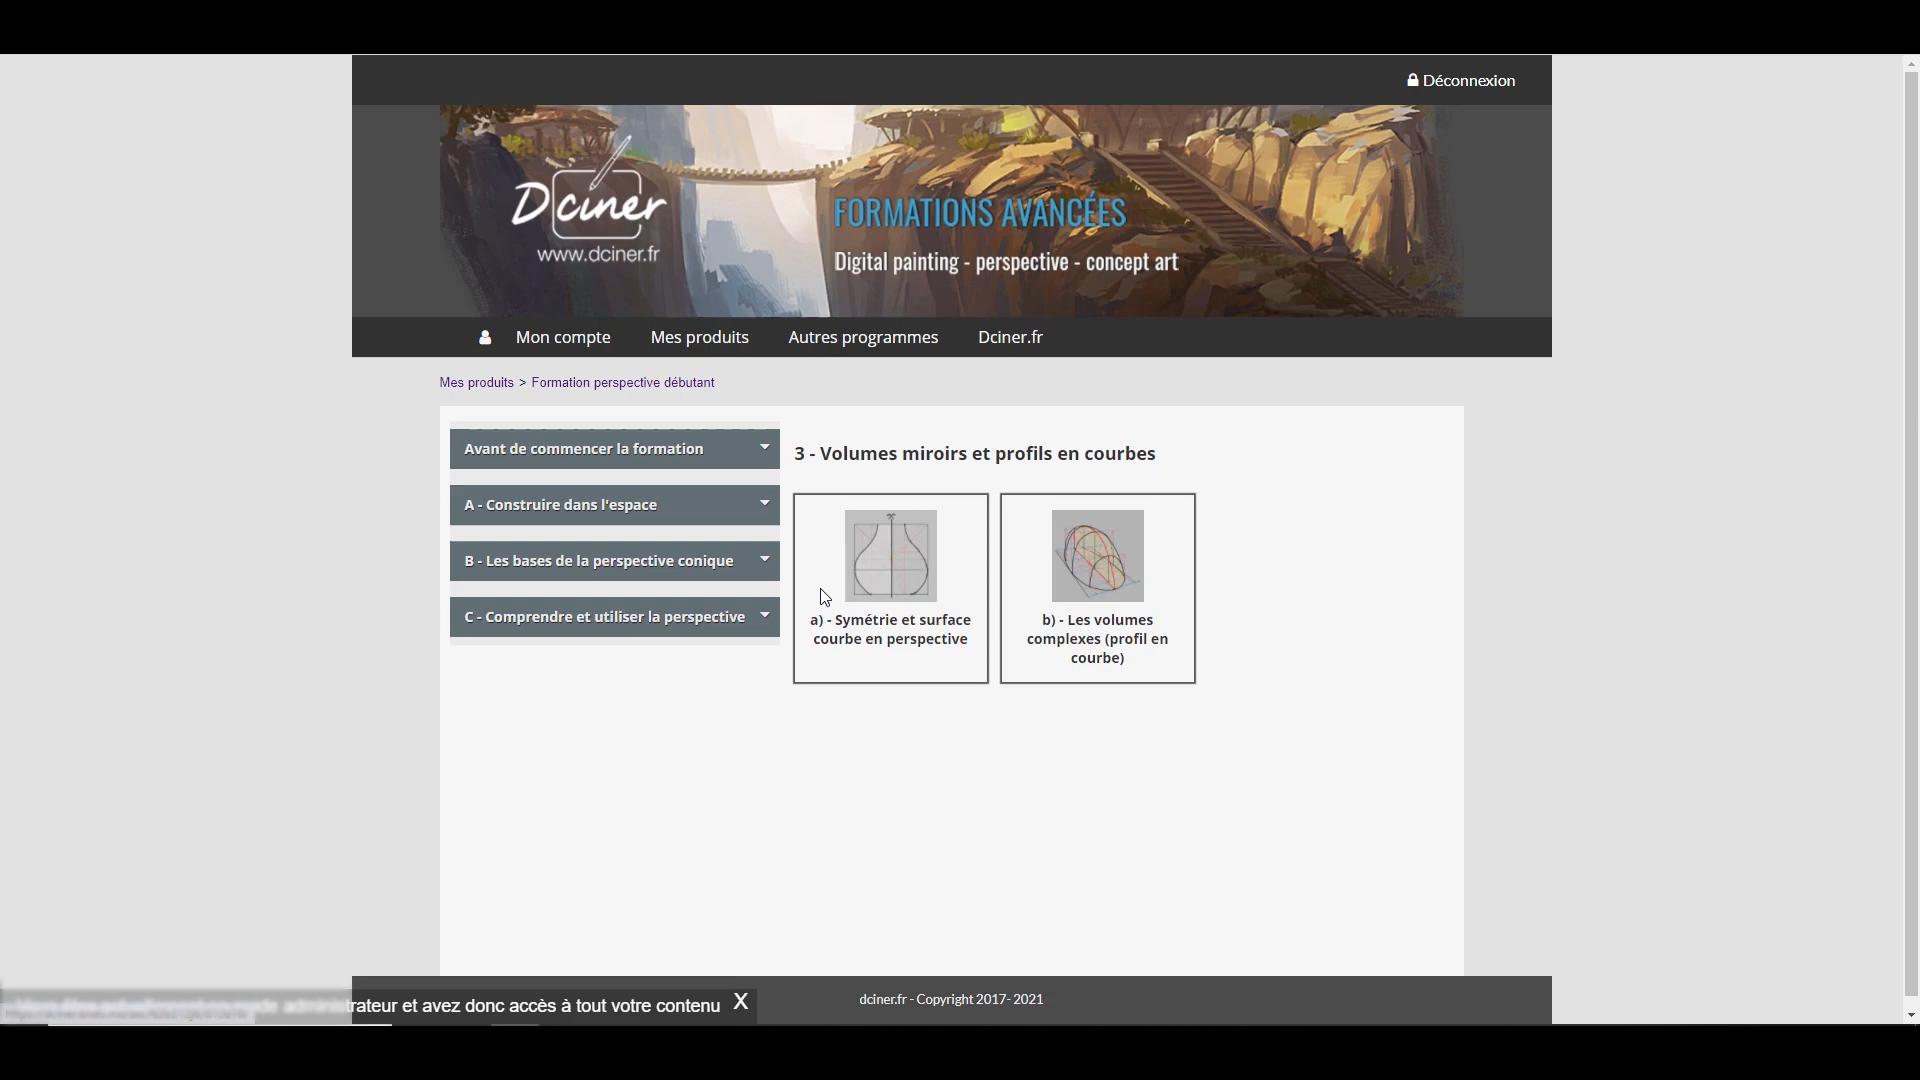 Déconnexion
Dciner
www.dciner.fr
FORMATIONS AVANCÉES
Digital painting - perspective - concept art
Mon compte
Mes produits
Autres programmes
Dciner.fr
Mes produits > Formation perspective débutant
Avant de commencer la formation
A - Construire dans l'espace
B - Les bases de la perspective conique
C - Comprendre et utiliser la perspective
3 - Volumes miroirs et profils en courbes
a) - Symétrie et surface
courbe en perspective
b) - Les volumes
complexes (profil en
courbe)
administrateur et avez donc accès à tout votre contenu X
dciner.fr - Copyright 2017- 2021